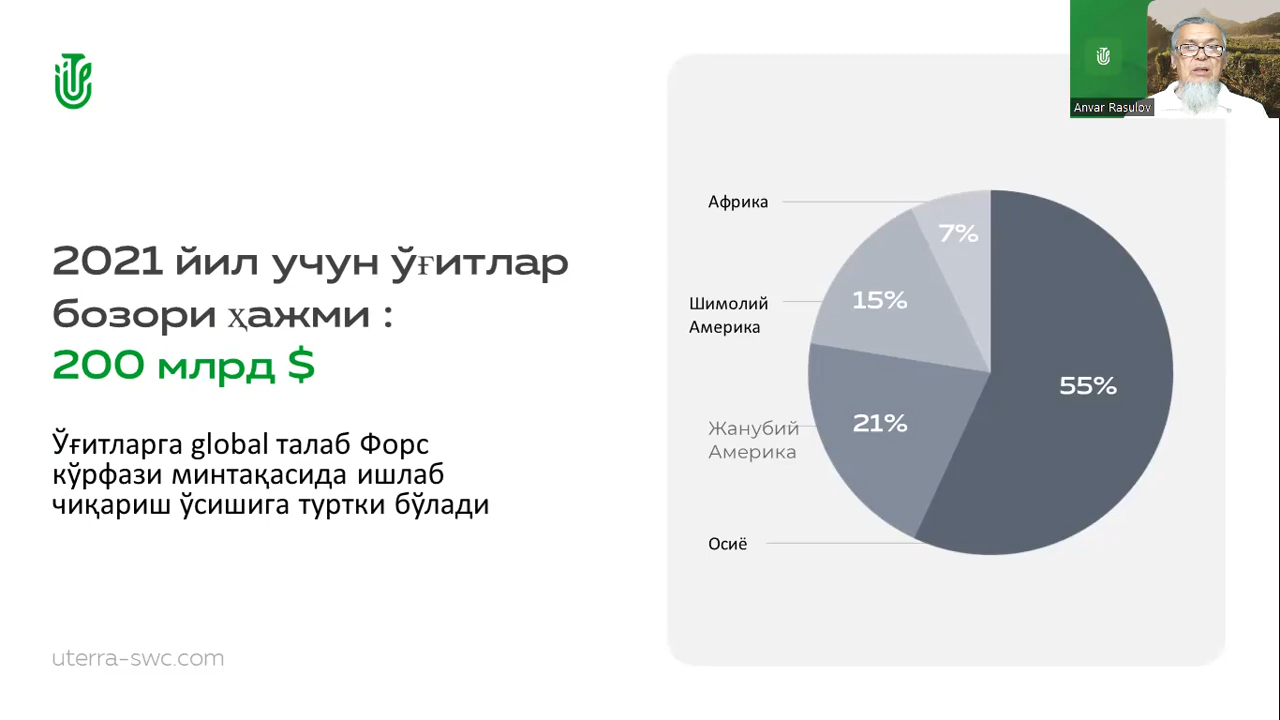 Anvar Rasulov
2021 йил учун ўғитлар
бозори ҳажми :
200 млрд $
Ўғитларга global талаб Форс
кўрфази минтақасида ишлаб
чиқариш ўсишига туртки бўлади
uterra-swc.com
Африка
7%
Шимолий
Америка
15%
55%
Жанубий
Америка
21%
Осиё